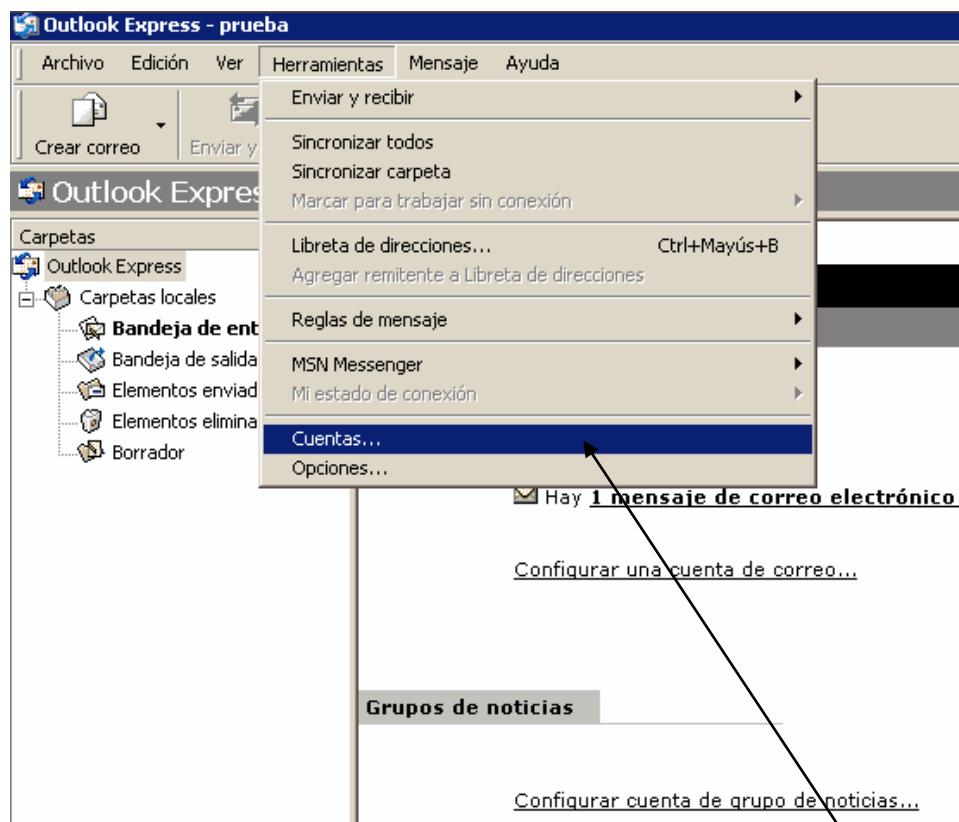 Outlook Express - prueba
Archivo Edición Ver Herramientas Mensaje Ayuda
Crear correo Enviar y
Enviar y recibir
Sincronizar todos
Sincronizar carpeta
Marcar para trabajar sin conexión
Libreta de direcciones... Ctrl+Mayús+B
Agregar remitente a Libreta de direcciones
Reglas de mensaje
MSN Messenger
Mi estado de conexión
Cuentas...
Opciones...
Outlook Expres
Carpetas
Outlook Express
Carpetas locales
Bandeja de ent
Bandeja de salida
Elementos enviad
Elementos elimina
Borrador
Hay 1 mensaje de correo electrónico
Configurar una cuenta de correo...
Grupos de noticias
Configurar cuenta de grupo de noticias...